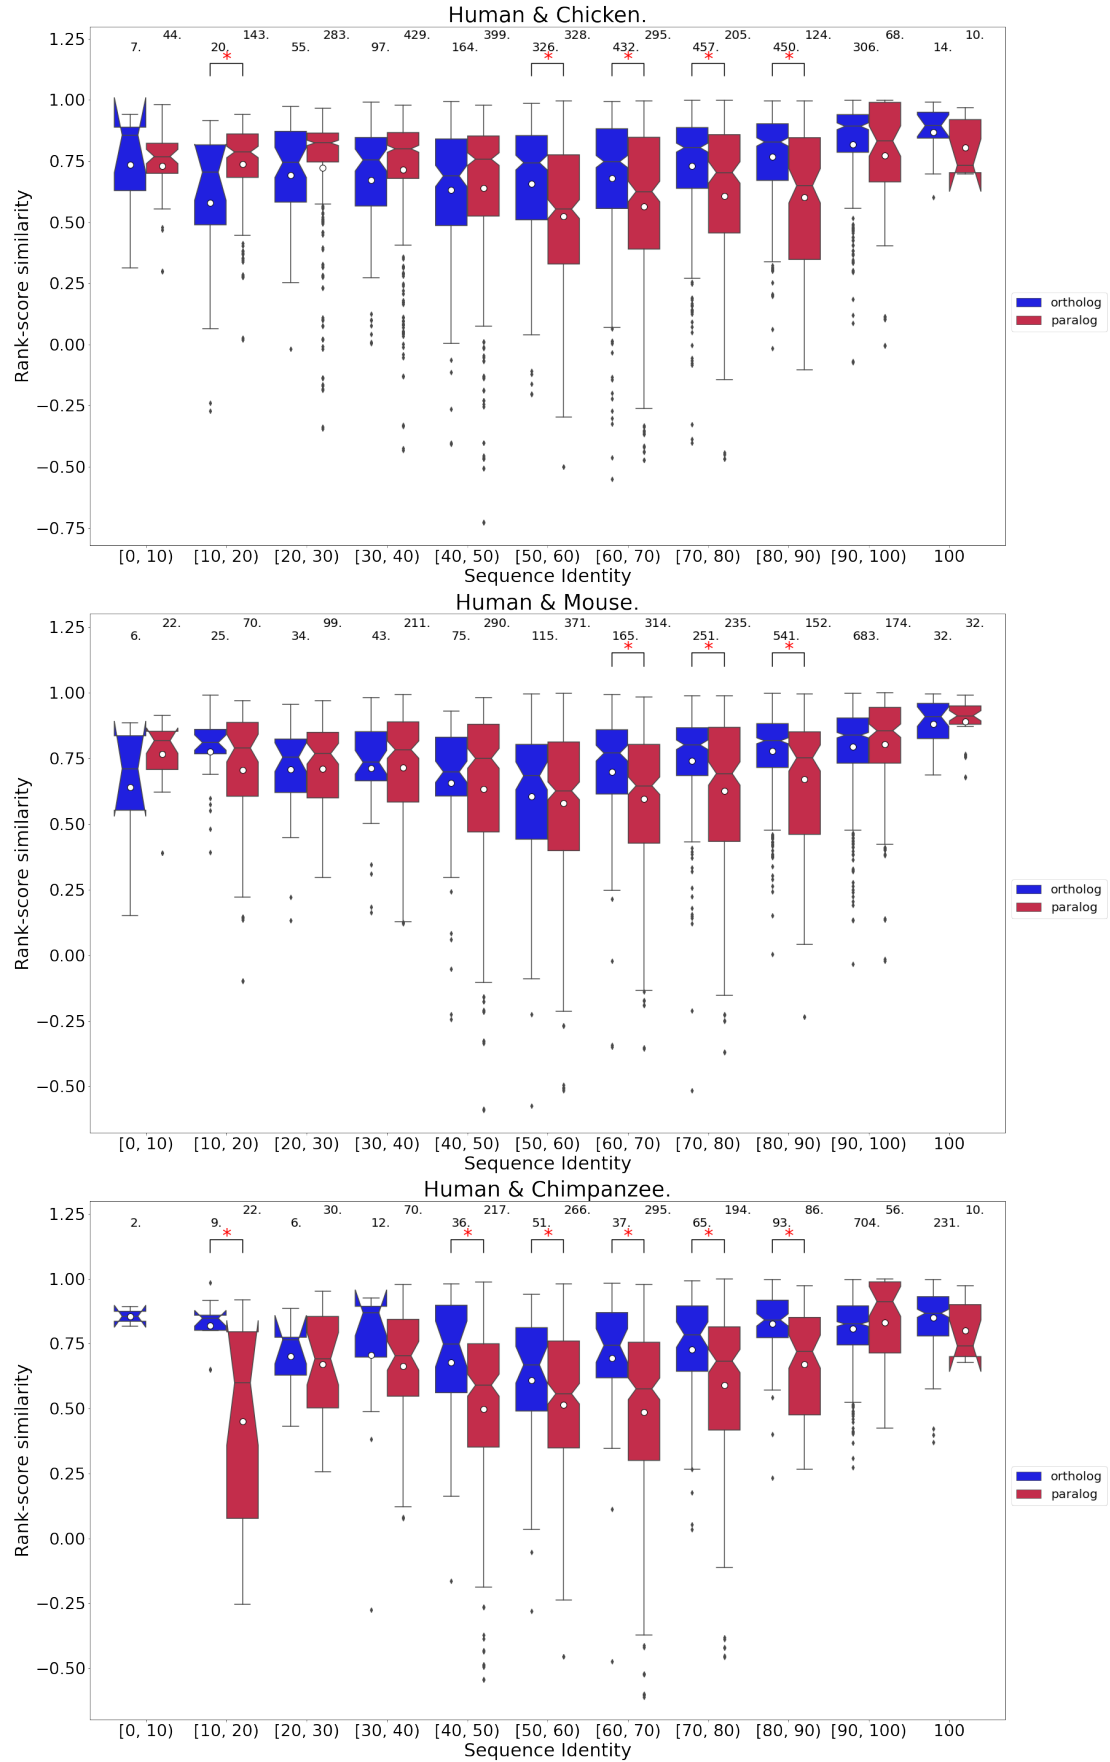 Human & Chicken.
44. 143. 283. 429. 399. 328. 295. 205. 124. 68. 10.
7. 20. 55. 97. 164. 326. 432. 457. 450. 306. 14.
* * * * *
1.25
1.00
0.75
0.50
0.25
0.00
−0.25
−0.50
−0.75
Rank-score similarity
ortholog
paralog
[0, 10) [10, 20) [20, 30) [30, 40) [40, 50) [50, 60) [60, 70) [70, 80) [80, 90) [90, 100) 100
Sequence Identity
Human & Mouse.
22. 70. 99. 211. 290. 371. 314. 235. 152. 174. 32.
6. 25. 34. 43. 75. 115. 165. 251. 541. 683. 32.
* * *
1.25
1.00
0.75
0.50
0.25
0.00
−0.25
−0.50
Rank-score similarity
ortholog
paralog
[0, 10) [10, 20) [20, 30) [30, 40) [40, 50) [50, 60) [60, 70) [70, 80) [80, 90) [90, 100) 100
Sequence Identity
Human & Chimpanzee.
22. 30. 70. 217. 266. 295. 194. 86. 56. 10.
2. 9. 6. 12. 36. 51. 37. 65. 93. 704. 231.
* * * * * *
1.25
1.00
0.75
0.50
0.25
0.00
−0.25
−0.50
Rank-score similarity
ortholog
paralog
[0, 10) [10, 20) [20, 30) [30, 40) [40, 50) [50, 60) [60, 70) [70, 80) [80, 90) [90, 100) 100
Sequence Identity